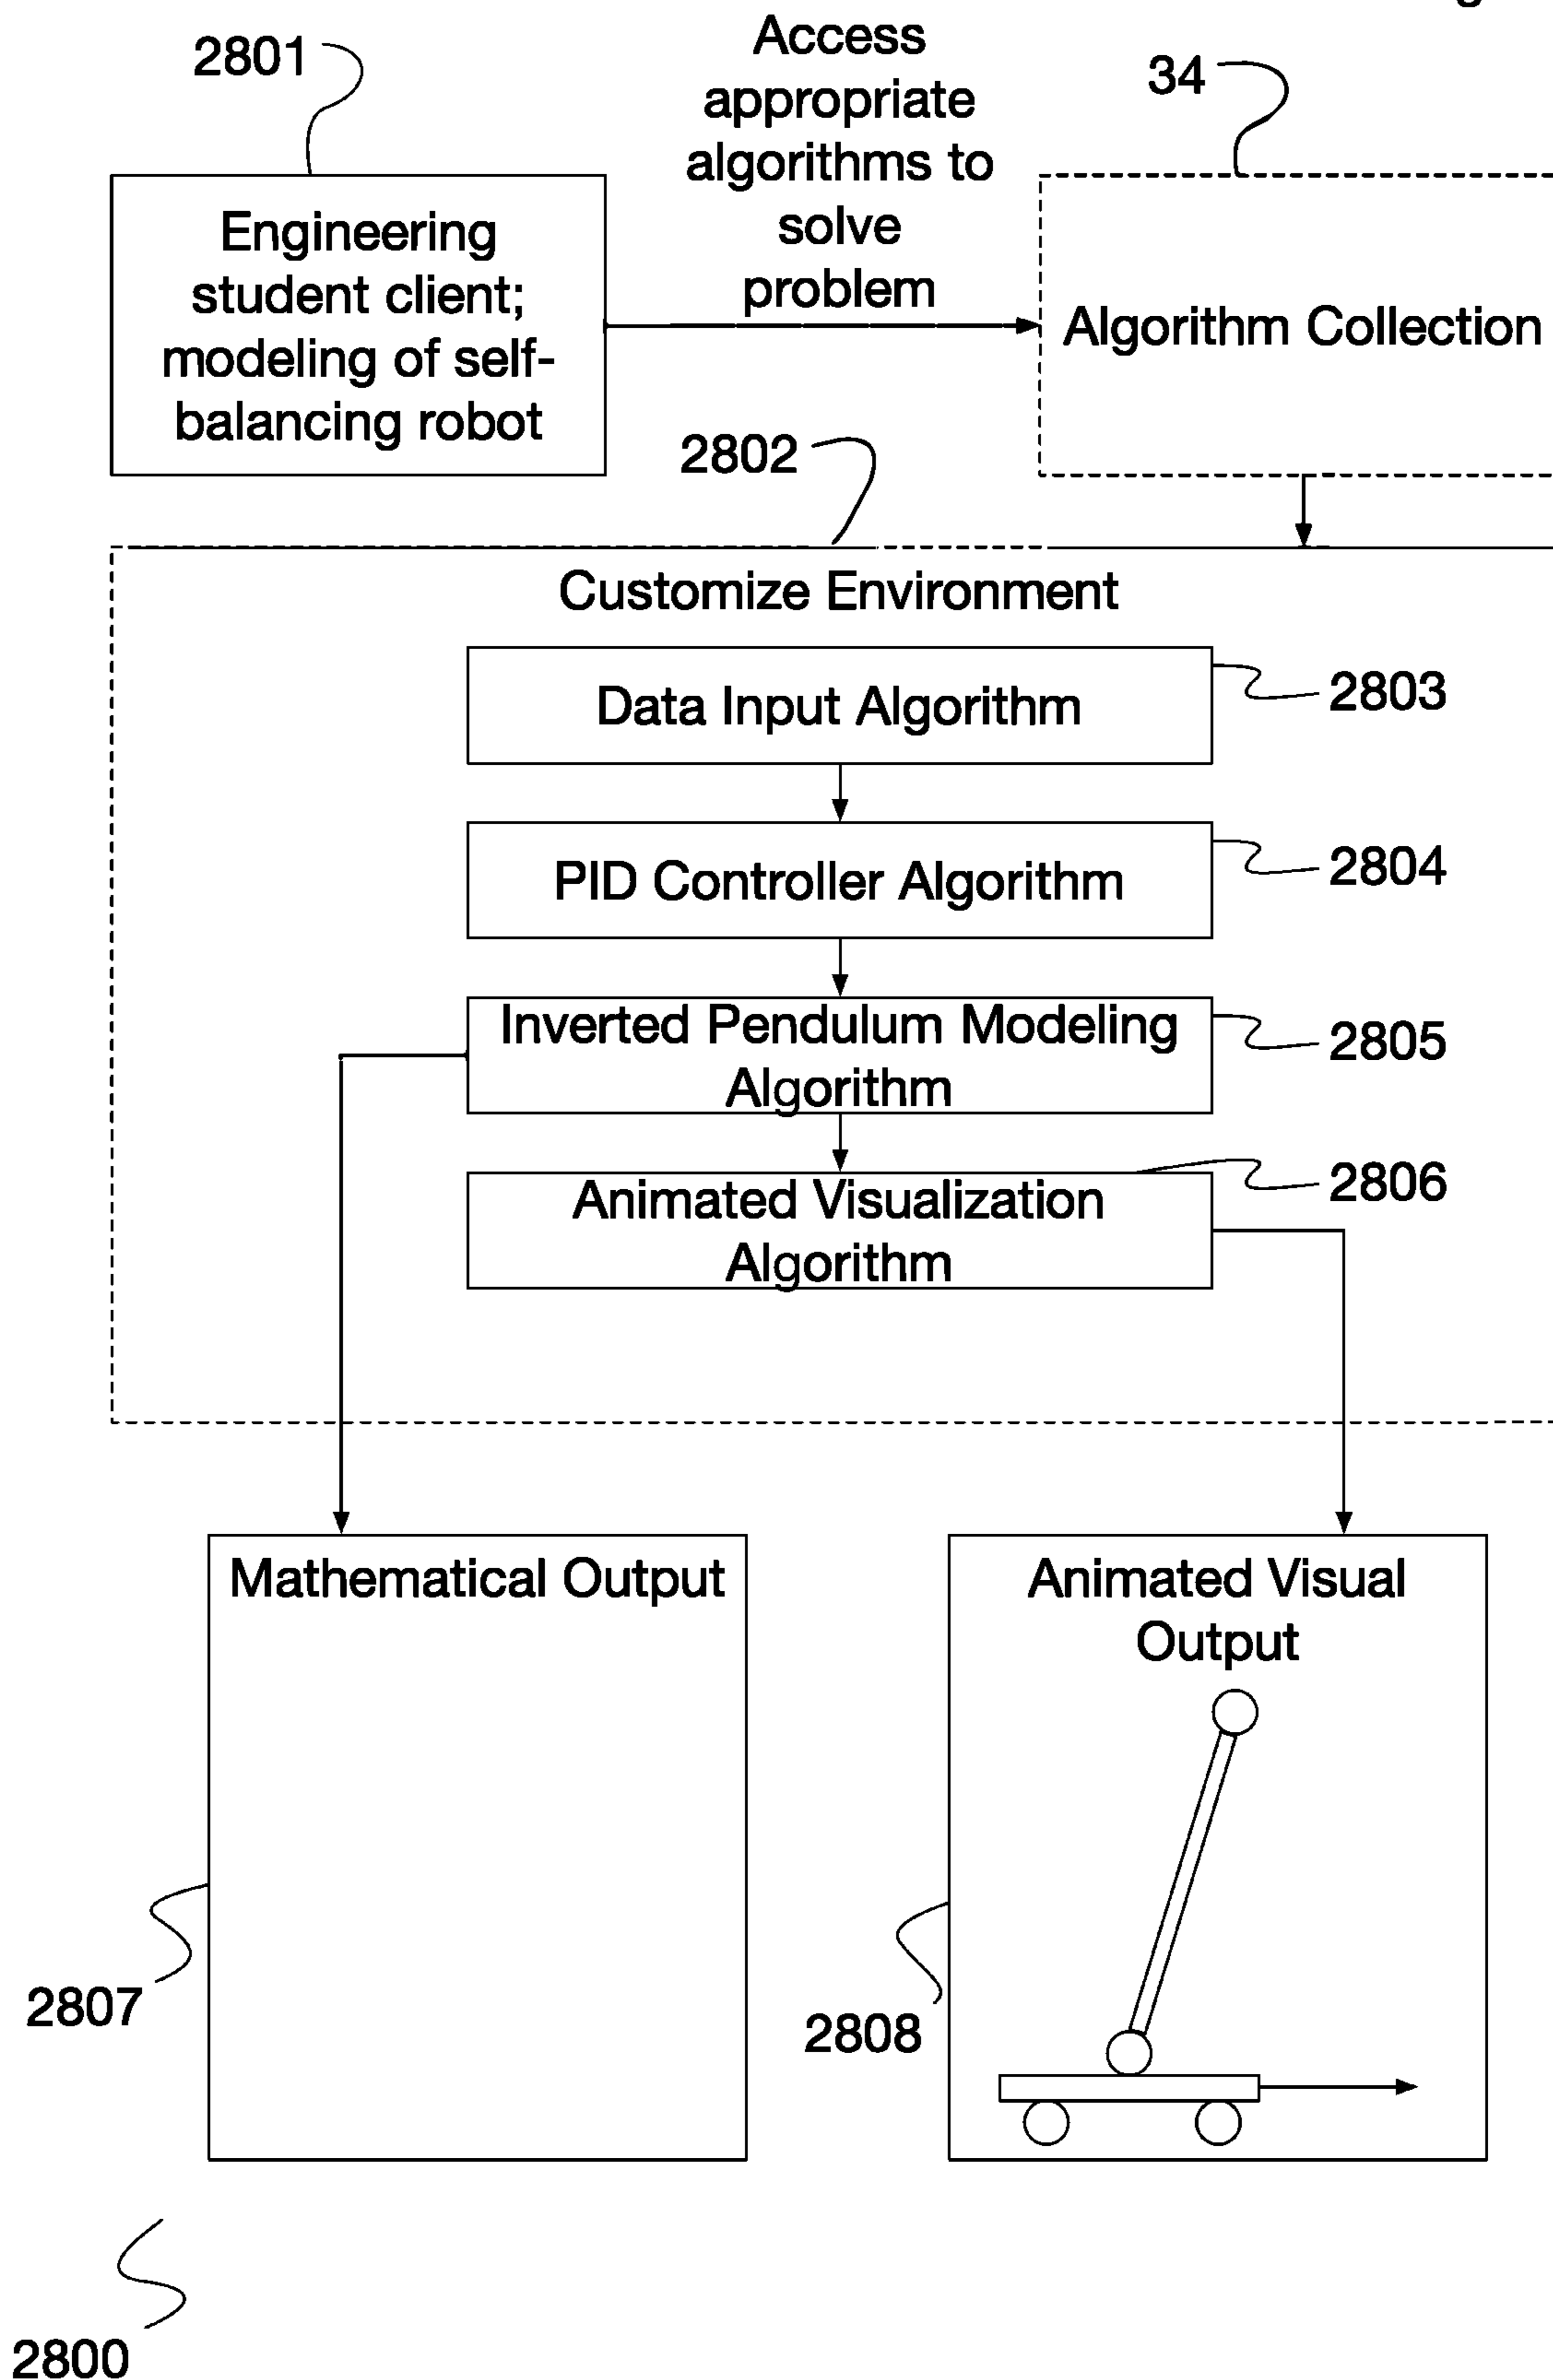 2801
Access
appropriate
algorithms to
solve
problem
34
Engineering
student client;
modeling of self-
balancing robot
Algorithm Collection
2802
Customize Environment
Data Input Algorithm
2803
PID Controller Algorithm
2804
Inverted Pendulum Modeling
Algorithm
2805
Animated Visualization
Algorithm
2806
Mathematical Output
Animated Visual
Output
2807
2808
2800